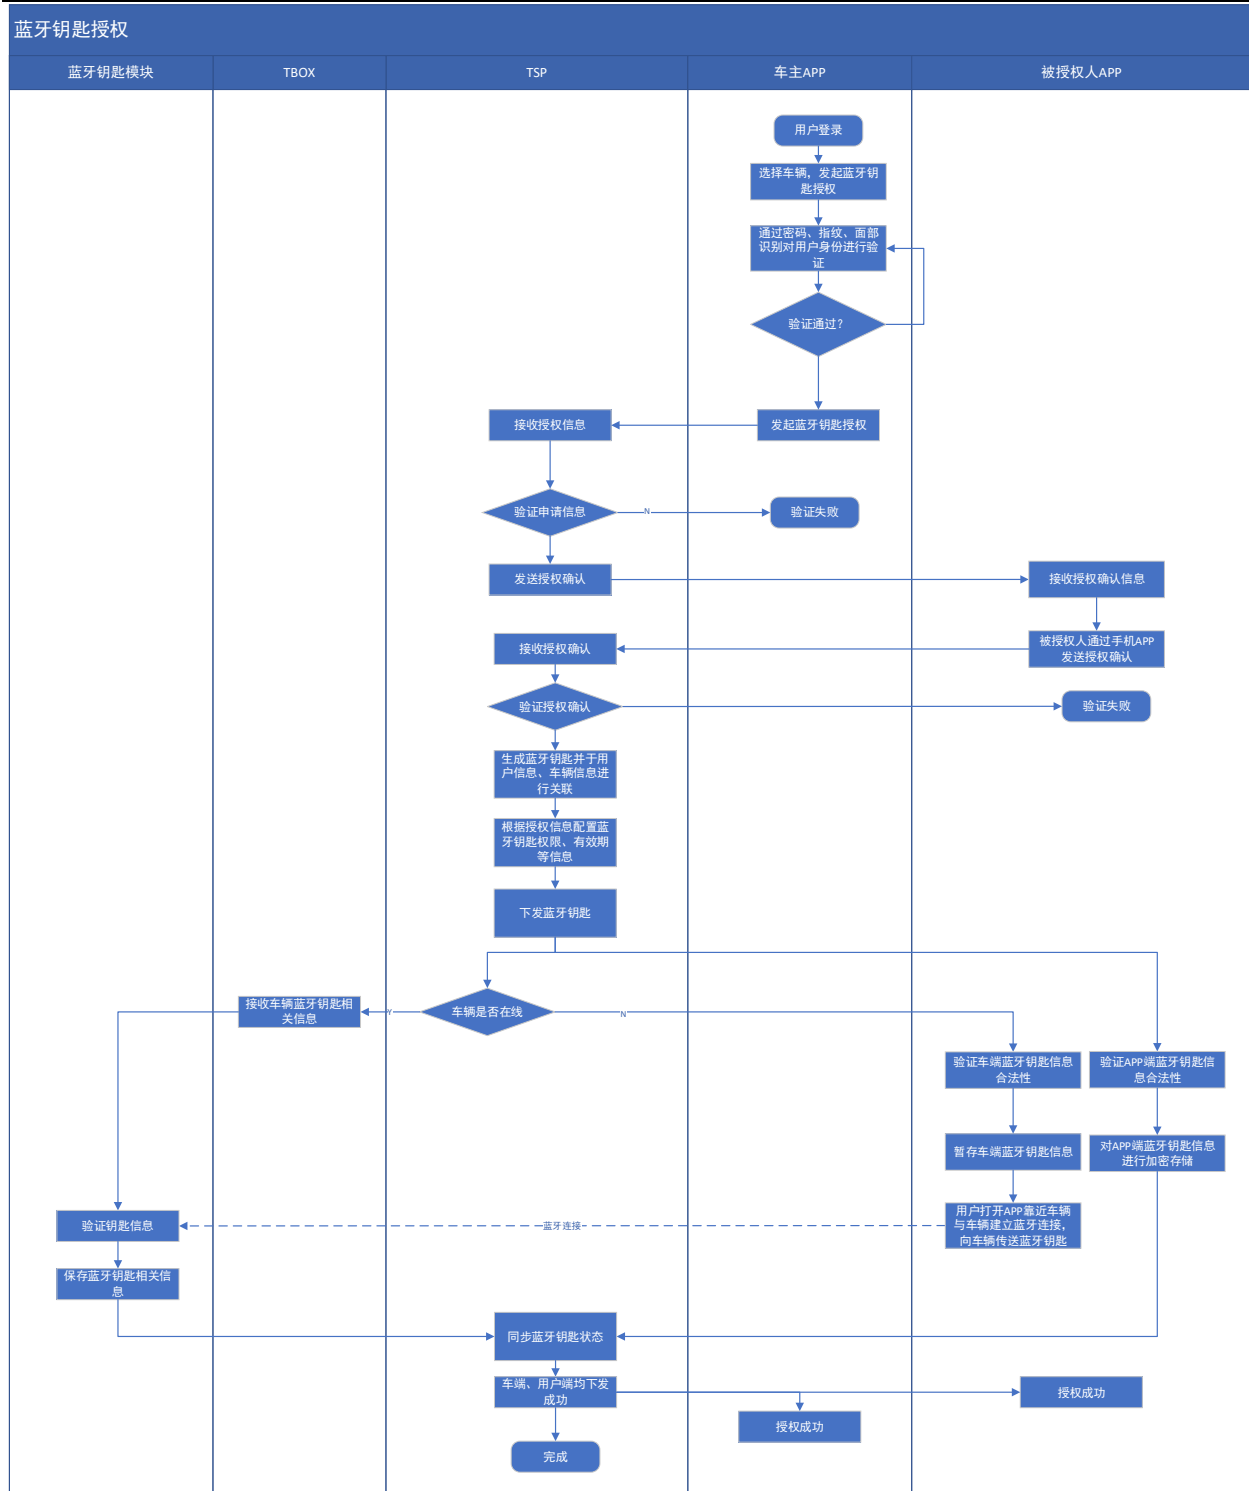 蓝牙钥匙授权
蓝牙钥匙模块
TBOX
TSP
车主APP
被授权人APP
用户登录
选择车辆，发起蓝牙钥
匙授权
通过密码、指纹、面部
识别对用户身份进行验
证
验证通过?
接收授权信息
发起蓝牙钥匙授权
验证申请信息
N
验证失败
发送授权确认
接收授权确认信息
接收授权确认
被授权人通过手机APP
发送授权确认
验证授权确认
验证失败
生成蓝牙钥匙并于用
户信息、车辆信息进
行关联
根据授权信息配置蓝
牙钥匙权限、有效期
等信息
下发蓝牙钥匙
接收车辆蓝牙钥匙相
关信息
Y
车辆是否在线
N
验证车端蓝牙钥匙信息
合法性
验证APP端蓝牙钥匙信
息合法性
暂存车端蓝牙钥匙信息
对APP端蓝牙钥匙信息
进行加密存储
验证钥匙信息
蓝牙连接
用户打开APP靠近车辆
与车辆建立蓝牙连接，
向车辆传送蓝牙钥匙
保存蓝牙钥匙相关信
息
同步蓝牙钥匙状态
车端、用户端均下发
成功
授权成功
授权成功
完成